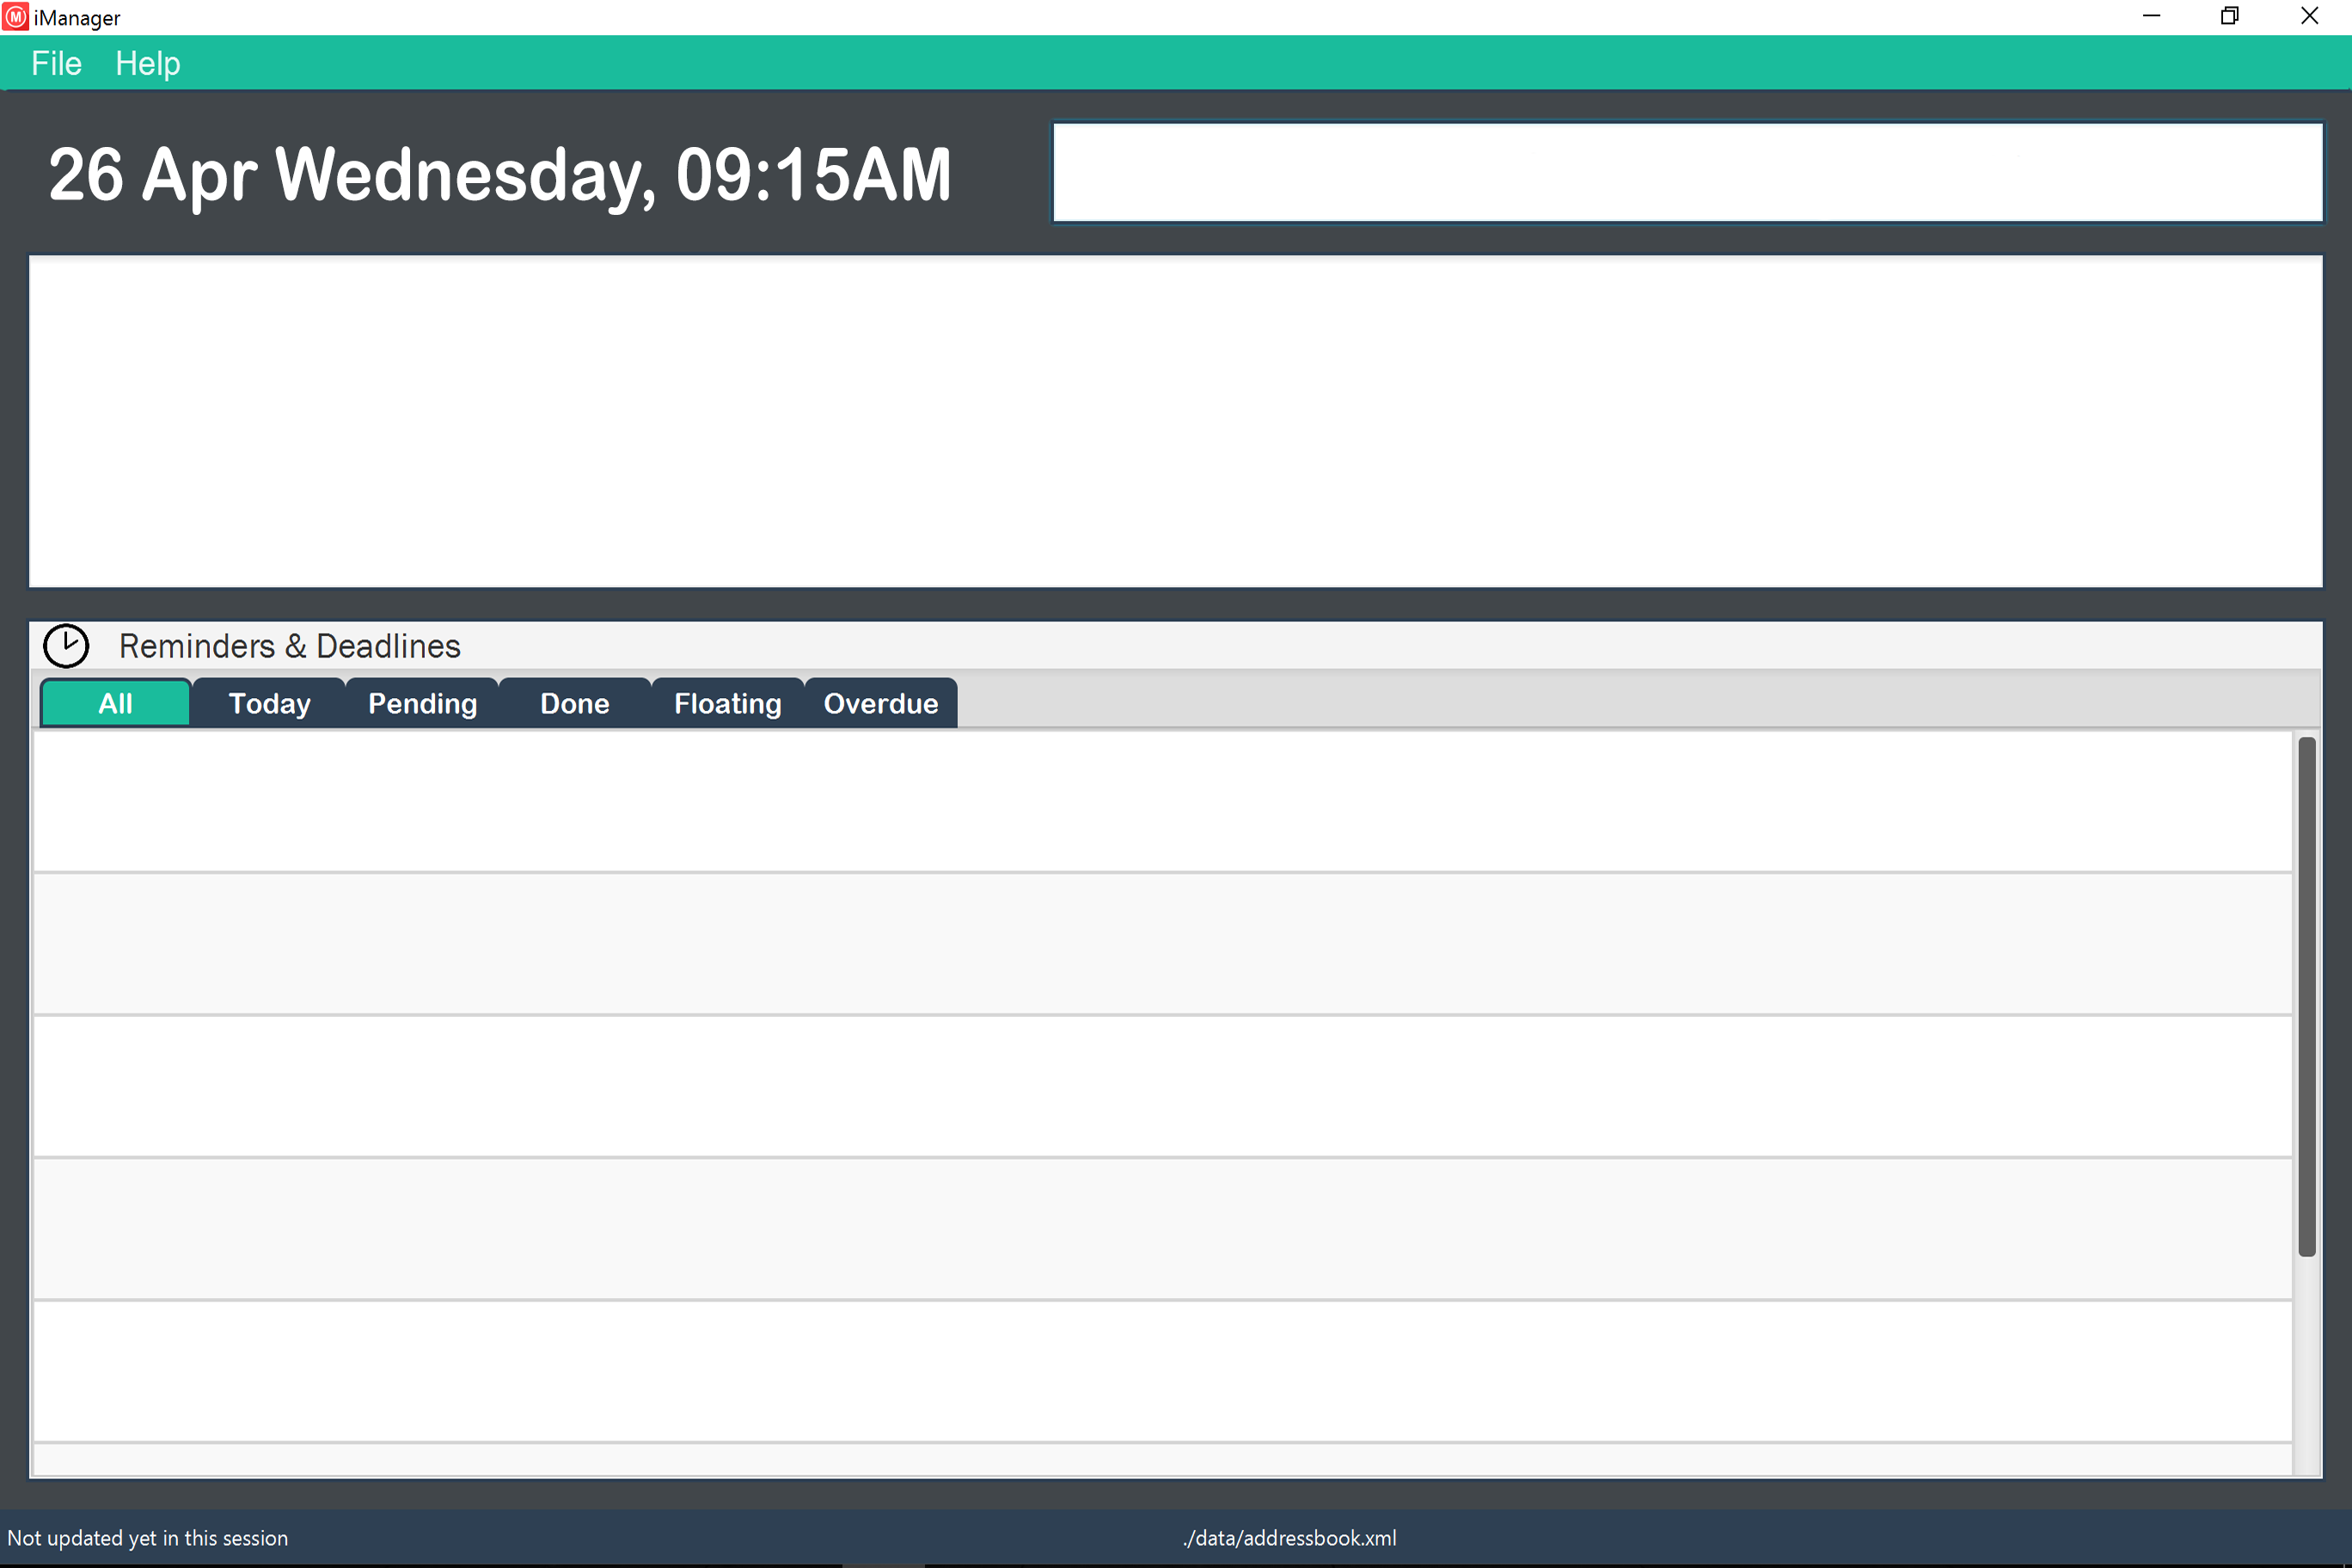 iManager
File Help
26 Apr Wednesday, 09:15AM
Reminders & Deadlines
All Today Pending Done Floating Overdue
Not updated yet in this session ./data/addressbook.xml